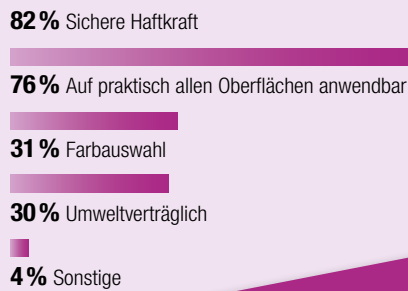 82 % Sichere Haftkraft
76 % Auf praktisch allen Oberflächen anwendbar
31 % Farbauswahl
30 % Umweltverträglich
4 % Sonstige